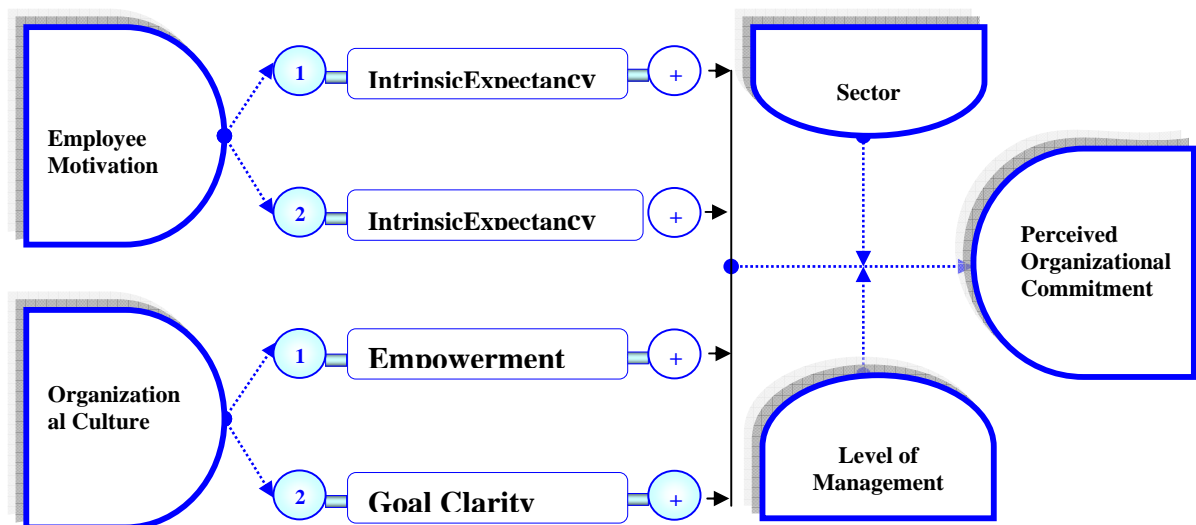 Employee
Motivation
1
IntrinsicExpectancy
+
2
IntrinsicExpectancy
+
Organization
al Culture
1
Empowerment
+
2
Goal Clarity
+
Sector
Perceived
Organizational
Commitment
Level of
Management